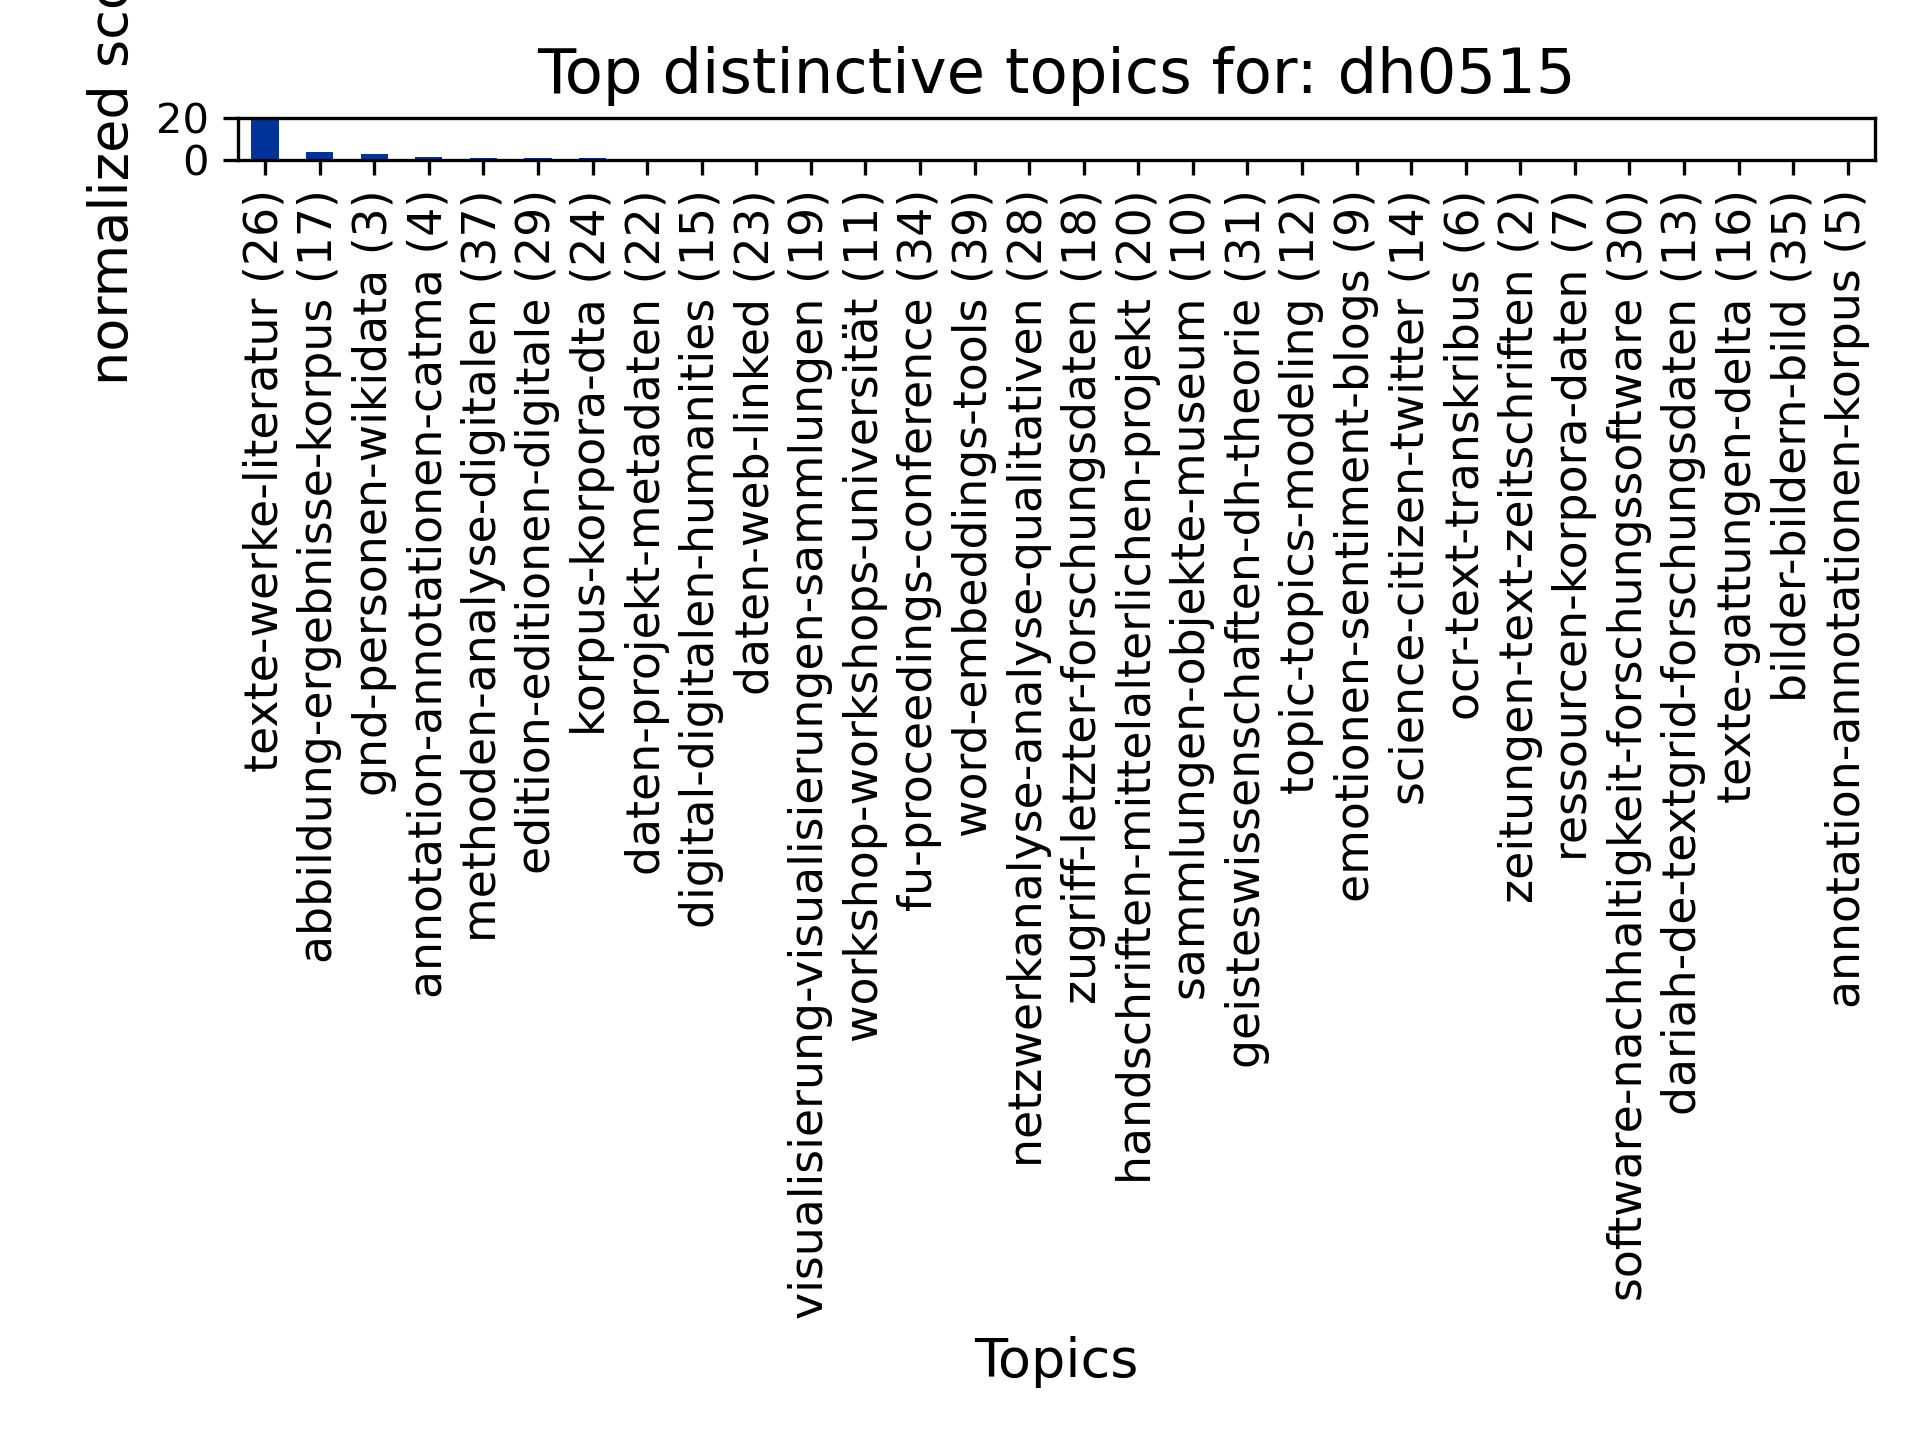 Top distinctive topics for: dh0515
normalized sco
20
0
texte-werke-literatur (26)
abbildung-ergebnisse-korpus (17)
gnd-personen-wikidata (3)
annotation-annotationen-catma (4)
methoden-analyse-digitalen (37)
edition-editionen-digitale (29)
korpus-korpora-dta (24)
daten-projekt-metadaten (22)
digital-digitalen-humanities (15)
daten-web-linked (23)
visualisierung-visualisierungen-sammlungen (19)
workshop-workshops-universität (11)
fu-proceedings-conference (34)
word-embeddings-tools (39)
netzwerkanalyse-analyse-qualitativen (28)
zugriff-letzter-forschungsdaten (18)
handschriften-mittelalterlichen-projekt (20)
sammlungen-objekte-museum (10)
geisteswissenschaften-dh-theorie (31)
topic-topics-modeling (12)
emotionen-sentiment-blogs (9)
science-citizen-twitter (14)
ocr-text-transkribus (6)
zeitungen-text-zeitschriften (2)
ressourcen-korpora-daten (7)
software-nachhaltigkeit-forschungssoftware (30)
dariah-de-textgrid-forschungsdaten (13)
texte-gattungen-delta (16)
bilder-bildern-bild (35)
annotation-annotationen-korpus (5)
Topics